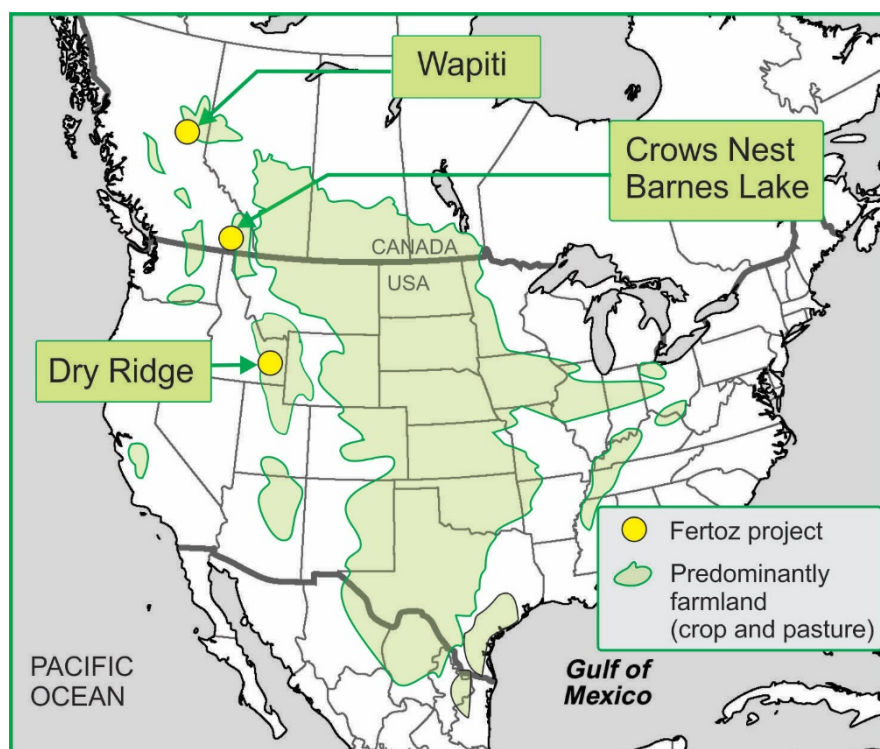 Wapiti
Crows Nest
Barnes Lake
CANADA
USA
Dry Ridge
Fertoz project
Predominantly
farmland
(crop and pasture)
PACIFIC
OCEAN
Gulf of
Mexico